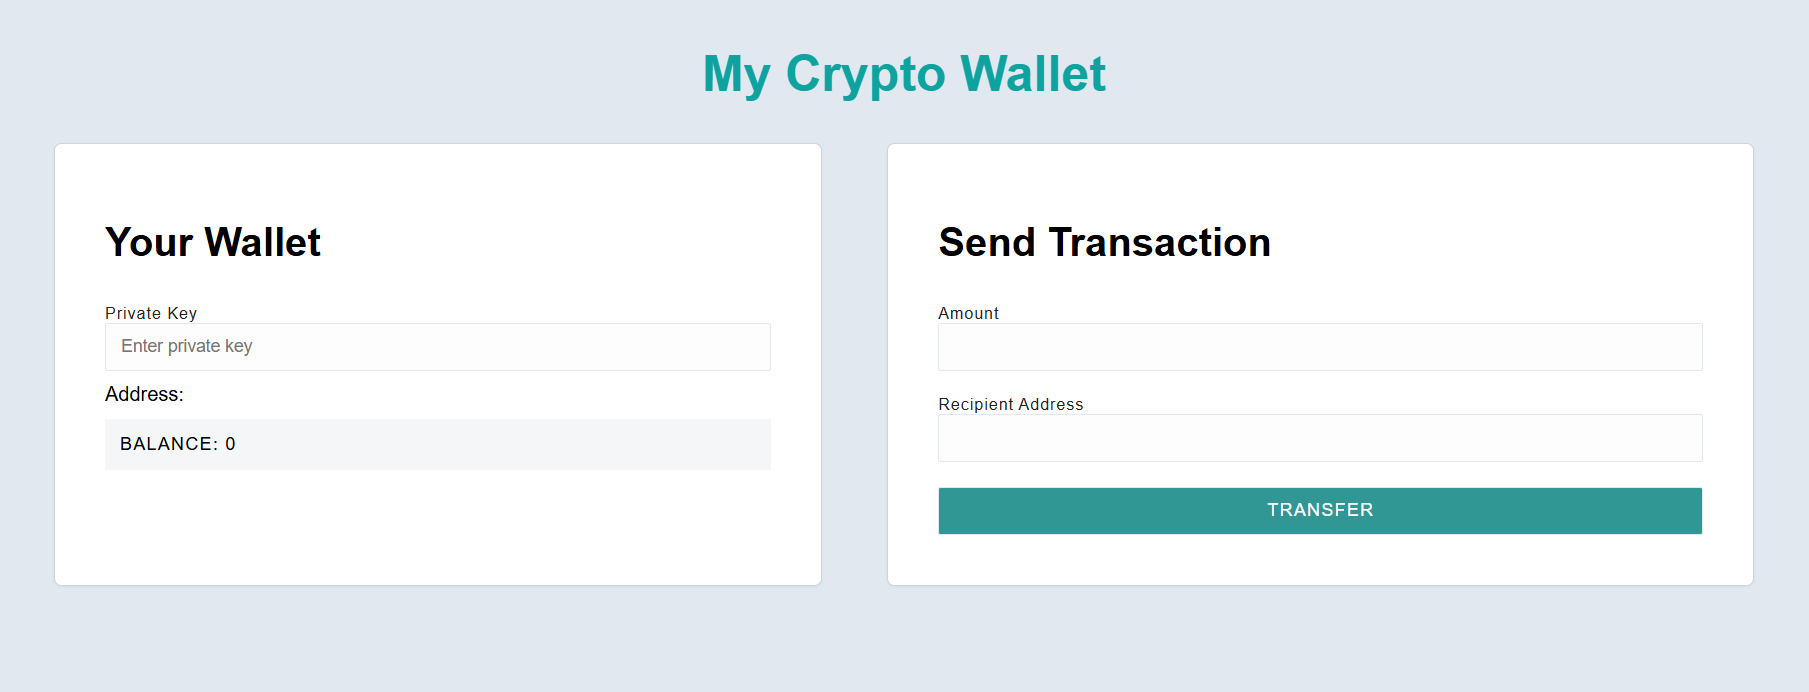 My Crypto Wallet
Your Wallet
Private Key
Enter private key
Address:
BALANCE: 0
Send Transaction
Amount
Recipient Address
TRANSFER